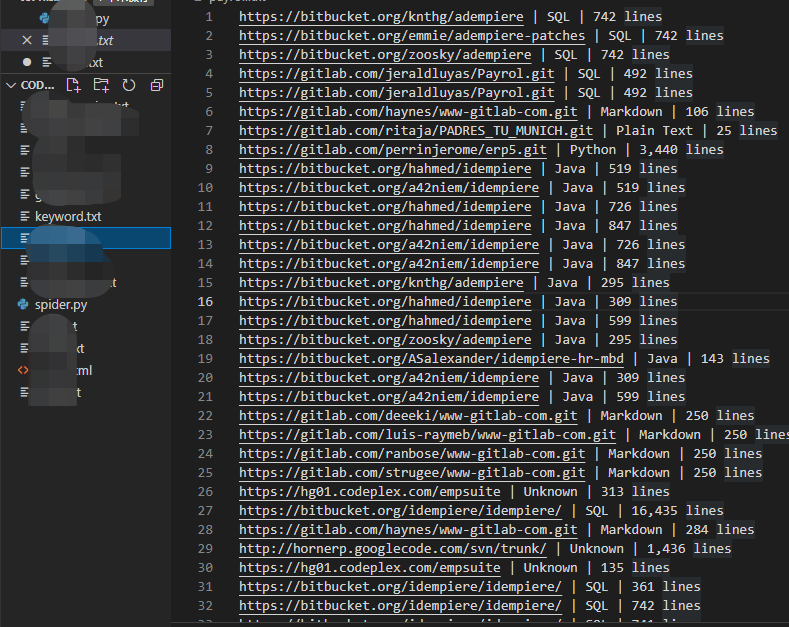 .py
.txt
.txt
COD...
keyword.txt
spider.py
1 https://bitbucket.org/knthg/adempiere | SQL | 742 lines
2 https://bitbucket.org/emmie/adempiere-patches | SQL | 742 lines
3 https://bitbucket.org/zoosky/adempiere | SQL | 742 lines
4 https://gitlab.com/jeraldluyas/Payrol.git | SQL | 492 lines
5 https://gitlab.com/jeraldluyas/Payrol.git | SQL | 492 lines
6 https://gitlab.com/haynes/www-gitlab-com.git | Markdown | 106 lines
7 https://gitlab.com/ritaja/PADRES_TU_MUNICH.git | Plain Text | 25 lines
8 https://gitlab.com/perrinjerome/erp5.git | Python | 3,440 lines
9 https://bitbucket.org/hahmed/idempiere | Java | 519 lines
10 https://bitbucket.org/a42niem/idempiere | Java | 519 lines
11 https://bitbucket.org/hahmed/idempiere | Java | 726 lines
12 https://bitbucket.org/hahmed/idempiere | Java | 847 lines
13 https://bitbucket.org/a42niem/idempiere | Java | 726 lines
14 https://bitbucket.org/a42niem/idempiere | Java | 847 lines
15 https://bitbucket.org/knthg/adempiere | Java | 295 lines
16 https://bitbucket.org/hahmed/idempiere | Java | 309 lines
17 https://bitbucket.org/hahmed/idempiere | Java | 599 lines
18 https://bitbucket.org/zoosky/adempiere | Java | 295 lines
19 https://bitbucket.org/ASalexander/idempiere-hr-mbd | Java | 143 lines
20 https://bitbucket.org/a42niem/idempiere | Java | 309 lines
21 https://bitbucket.org/a42niem/idempiere | Java | 599 lines
22 https://gitlab.com/deeeki/www-gitlab-com.git | Markdown | 250 lines
23 https://gitlab.com/luis-raymeb/www-gitlab-com.git | Markdown | 250 lines
24 https://gitlab.com/ranbose/www-gitlab-com.git | Markdown | 250 lines
25 https://gitlab.com/strugee/www-gitlab-com.git | Markdown | 250 lines
26 https://hg01.codeplex.com/empsuite | Unknown | 313 lines
27 https://bitbucket.org/idempiere/idempiere/ | SQL | 16,435 lines
28 https://gitlab.com/haynes/www-gitlab-com.git | Markdown | 284 lines
29 http://hornerp.googlecode.com/svn/trunk/ | Unknown | 1,436 lines
30 https://hg01.codeplex.com/empsuite | Unknown | 135 lines
31 https://bitbucket.org/idempiere/idempiere/ | SQL | 361 lines
32 https://bitbucket.org/idempiere/idempiere/ | SQL | 742 lines